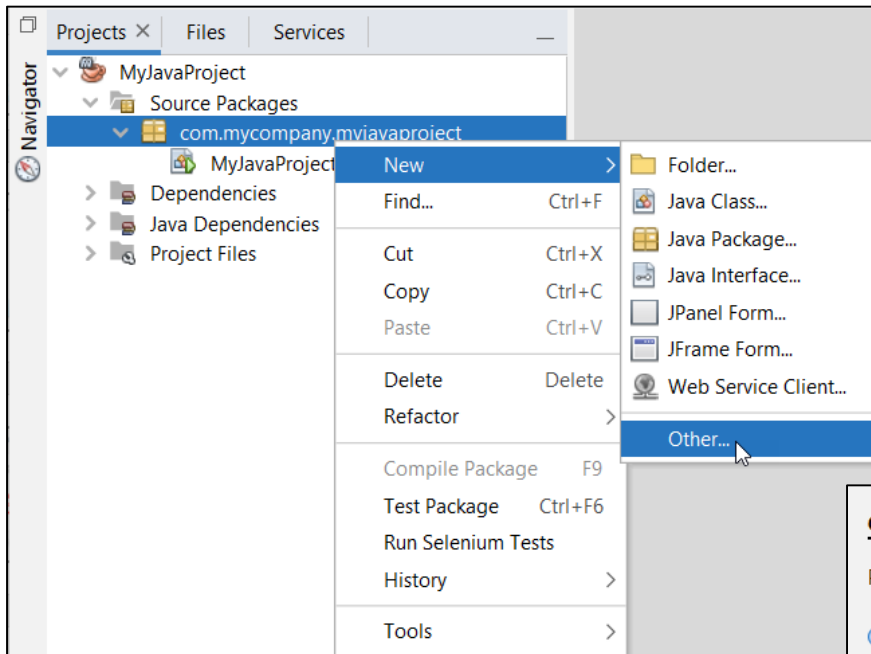 Projects × Files Services
Navigator
MyJavaProject
Source Packages
com.mycompany.myjavaproject
MyJavaProject
Dependencies
Java Dependencies
Project Files
New
Find... Ctrl+F
Cut Ctrl+X
Copy Ctrl+C
Paste Ctrl+V
Delete Delete
Refactor
Compile Package F9
Test Package Ctrl+F6
Run Selenium Tests
History
Tools
Folder...
Java Class...
Java Package...
Java Interface...
JPanel Form...
JFrame Form...
Web Service Client...
Other...